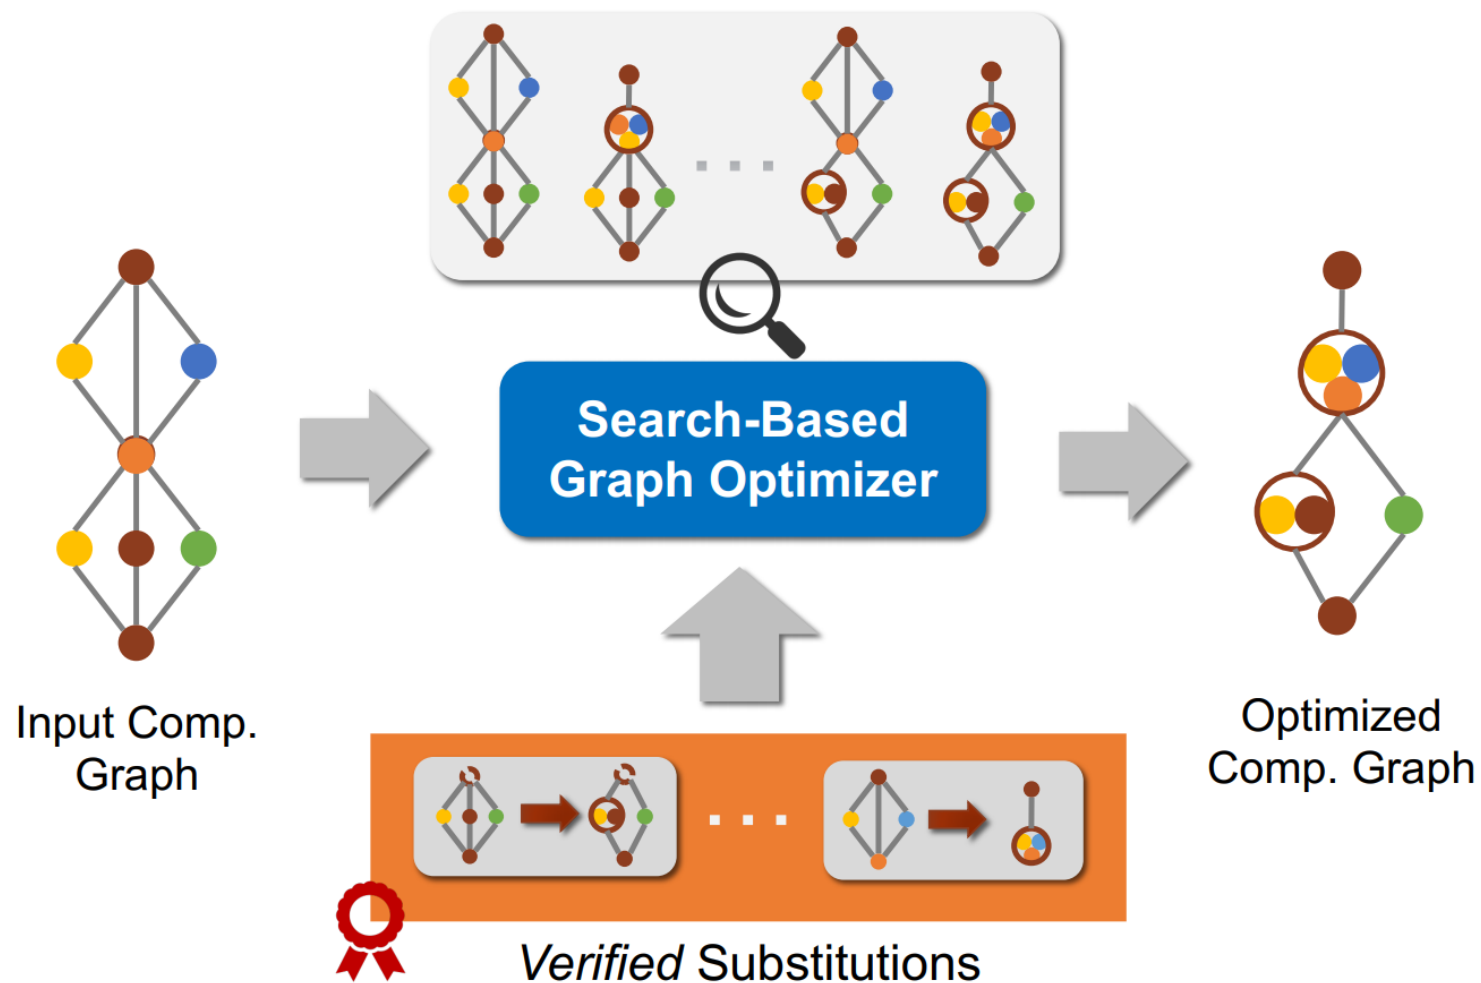 Search-Based
Graph Optimizer
Input Comp.
Graph
Optimized
Comp. Graph
Verified Substitutions